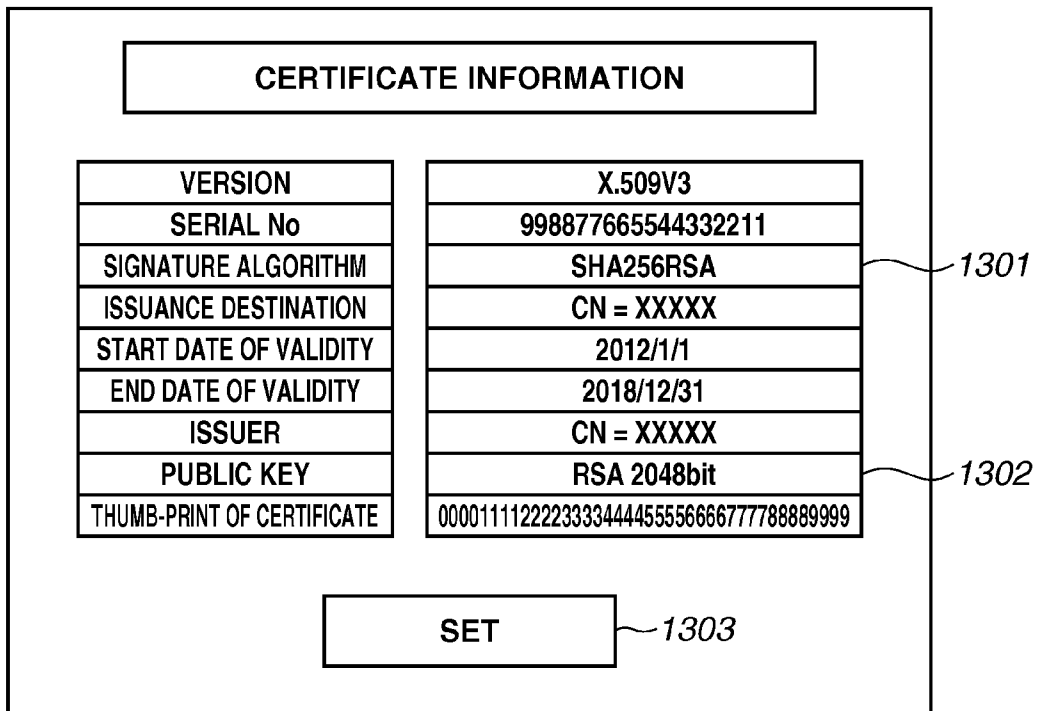 CERTIFICATE INFORMATION
VERSION X.509V3
SERIAL No 998877665544332211
SIGNATURE ALGORITHM SHA256RSA 1301
ISSUANCE DESTINATION CN = XXXXX
START DATE OF VALIDITY 2012/1/1
END DATE OF VALIDITY 2018/12/31
ISSUER CN = XXXXX
PUBLIC KEY RSA 2048bit 1302
THUMB-PRINT OF CERTIFICATE 0000111122223333444455556666777788889999
SET 1303